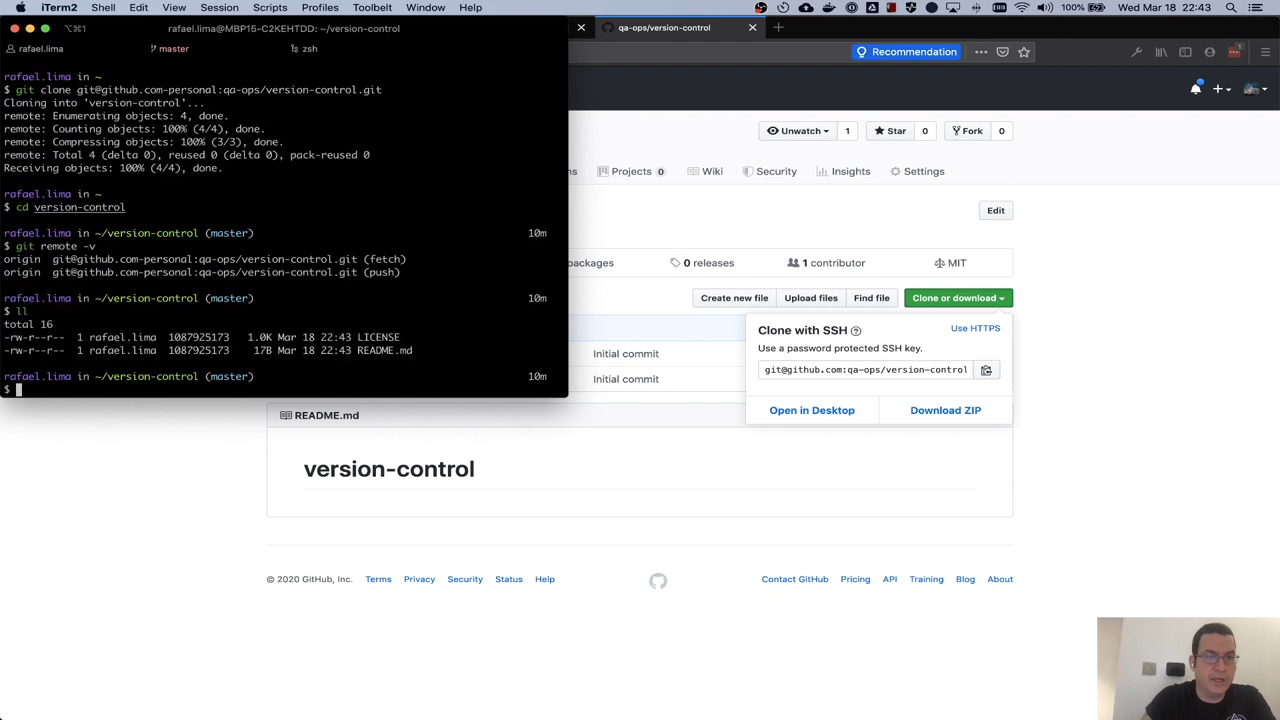 iTerm2 Shell Edit View Session Scripts Profiles Toolbelt Window Help
100% Wed Mar 18 22:43
⌥⌘1 rafael.lima@MBP15-C2KEHTDD: ~/version-control
rafael.lima master zsh
rafael.lima in ~
$ git clone git@github.com-personal:qa-ops/version-control.git
Cloning into 'version-control'...
remote: Enumerating objects: 4, done.
remote: Counting objects: 100% (4/4), done.
remote: Compressing objects: 100% (3/3), done.
remote: Total 4 (delta 0), reused 0 (delta 0), pack-reused 0
Receiving objects: 100% (4/4), done.
rafael.lima in ~
$ cd version-control
rafael.lima in ~/version-control (master) 10m
$ git remote -v
origin git@github.com-personal:qa-ops/version-control.git (fetch)
origin git@github.com-personal:qa-ops/version-control.git (push)
rafael.lima in ~/version-control (master) 10m
$ ll
total 16
-rw-r--r-- 1 rafael.lima 1087925173 1.0K Mar 18 22:43 LICENSE
-rw-r--r-- 1 rafael.lima 1087925173 17B Mar 18 22:43 README.md
rafael.lima in ~/version-control (master) 10m
$
qa-ops/version-control
Recommendation
Unwatch 1 Star 0 Fork 0
ns Projects 0 Wiki Security Insights Settings
Edit
packages 0 releases 1 contributor MIT
Create new file Upload files Find file Clone or download
Initial commit
Initial commit
Clone with SSH
Use HTTPS
Use a password protected SSH key.
git@github.com:qa-ops/version-control
Open in Desktop Download ZIP
README.md
version-control
© 2020 GitHub, Inc. Terms Privacy Security Status Help
Contact GitHub Pricing API Training Blog About